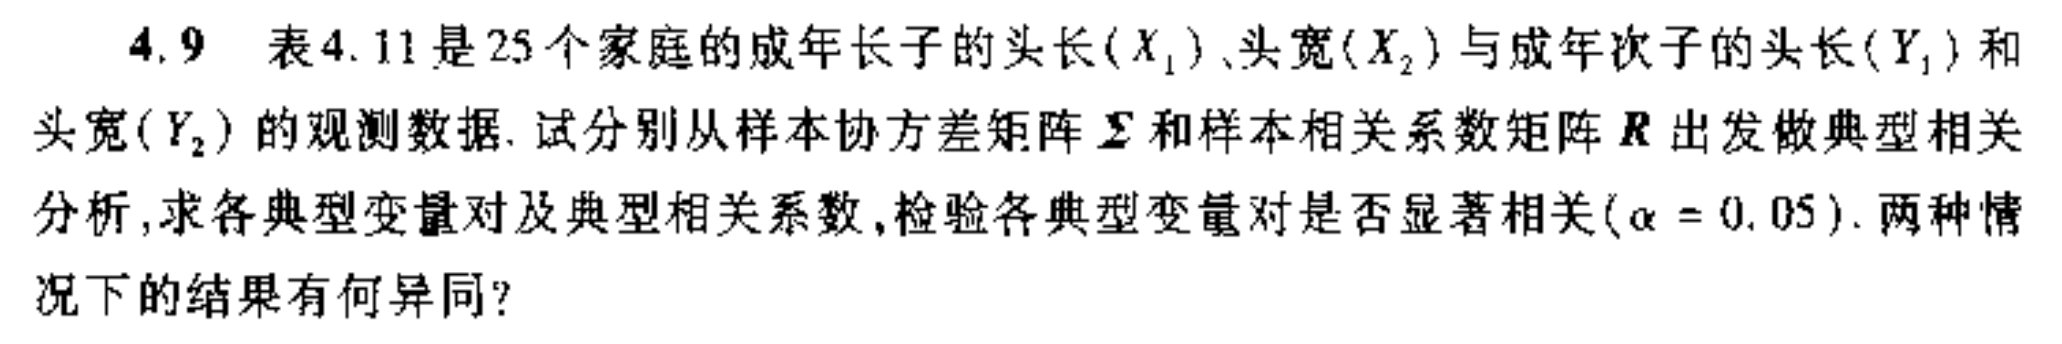 4.9 表4.11是25个家庭的成年长子的头长(X₁)、头宽(X₂)与成年次子的头长(Y₁)和
头宽(Y₂)的观测数据.试分别从样本协方差矩阵Σ和样本相关系数矩阵R出发做典型相关
分析,求各典型变量对及典型相关系数,检验各典型变量对是否显著相关(α = 0.05).两种情
况下的结果有何异同?